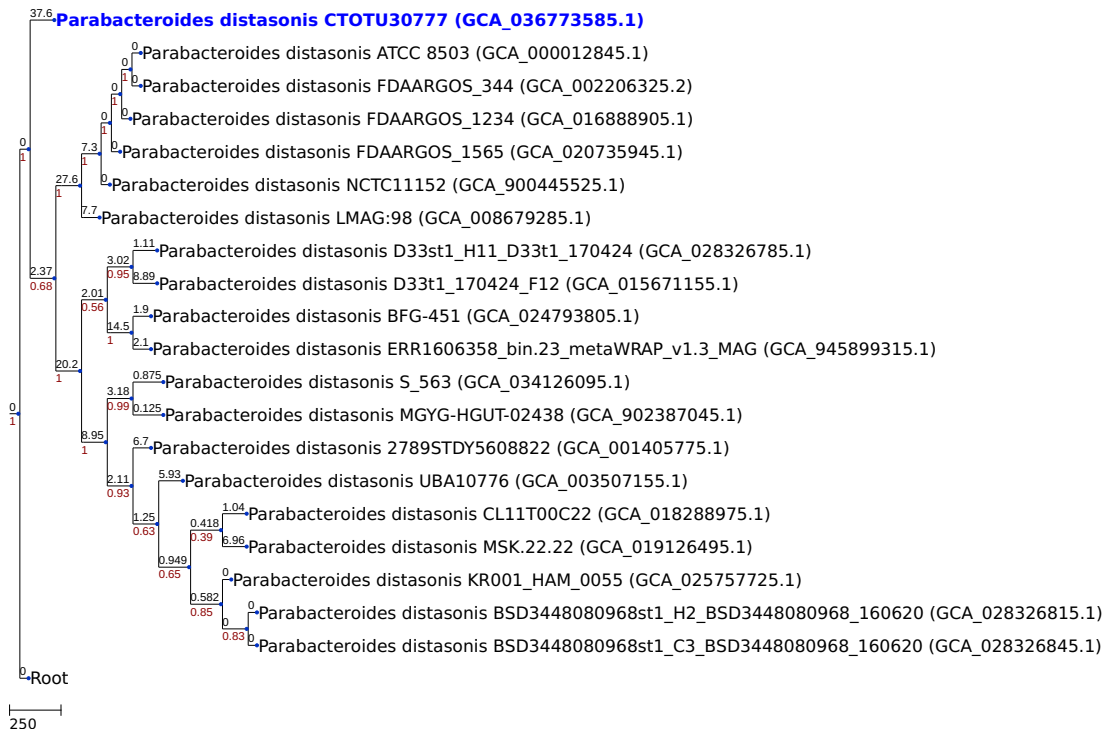 37.6
Parabacteroides distasonis CTOTU30777 (GCA_036773585.1)
0
Parabacteroides distasonis ATCC 8503 (GCA_000012845.1)
0
1
0
Parabacteroides distasonis FDAARGOS_344 (GCA_002206325.2)
0
1
0
Parabacteroides distasonis FDAARGOS_1234 (GCA_016888905.1)
0
1
0
Parabacteroides distasonis FDAARGOS_1565 (GCA_020735945.1)
0
1
7.3
1
0
Parabacteroides distasonis NCTC11152 (GCA_900445525.1)
27.6
1
7.7
Parabacteroides distasonis LMAG:98 (GCA_008679285.1)
1.11
Parabacteroides distasonis D33st1_H11_D33t1_170424 (GCA_028326785.1)
3.02
0.95
2.37
0.68
8.89
Parabacteroides distasonis D33t1_170424_F12 (GCA_015671155.1)
2.01
0.56
1.9
Parabacteroides distasonis BFG-451 (GCA_024793805.1)
14.5
1
2.1
Parabacteroides distasonis ERR1606358_bin.23_metaWRAP_v1.3_MAG (GCA_945899315.1)
20.2
1
0.875
Parabacteroides distasonis S_563 (GCA_034126095.1)
3.18
0.99
0.125
Parabacteroides distasonis MGYG-HGUT-02438 (GCA_902387045.1)
0
1
8.95
1
6.7
Parabacteroides distasonis 2789STDY5608822 (GCA_001405775.1)
2.11
0.93
5.93
Parabacteroides distasonis UBA10776 (GCA_003507155.1)
1.25
0.63
1.04
Parabacteroides distasonis CL11T00C22 (GCA_018288975.1)
0.418
0.39
6.96
Parabacteroides distasonis MSK.22.22 (GCA_019126495.1)
0.949
0.65
0
Parabacteroides distasonis KR001_HAM_0055 (GCA_025757725.1)
0.582
0.85
0
Parabacteroides distasonis BSD3448080968st1_H2_BSD3448080968_160620 (GCA_028326815.1)
0
0.83
0
Parabacteroides distasonis BSD3448080968st1_C3_BSD3448080968_160620 (GCA_028326845.1)
0
Root
250